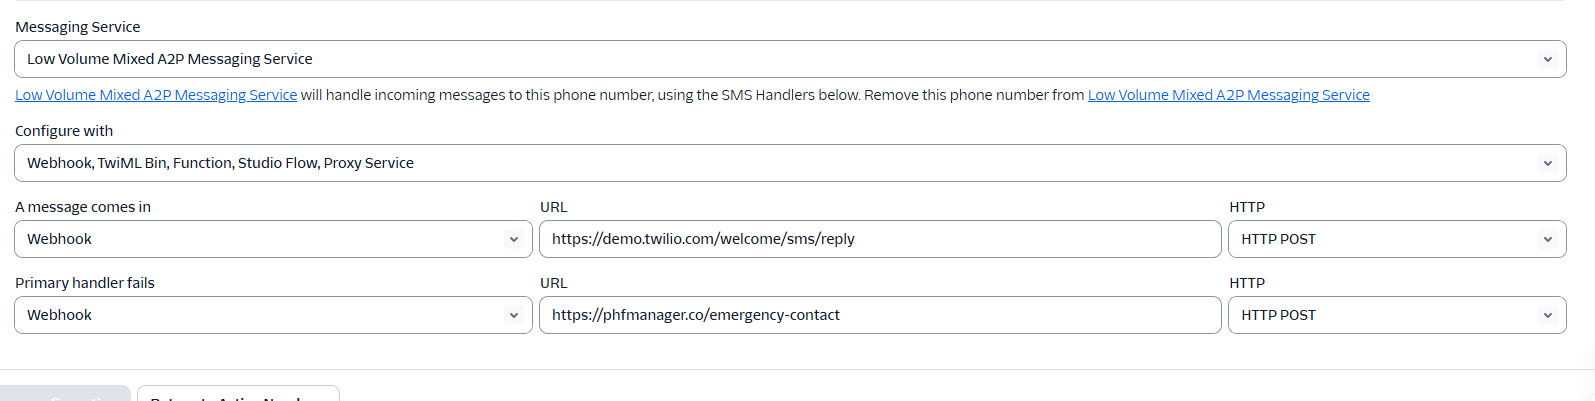 Messaging Service
Low Volume Mixed A2P Messaging Service
Low Volume Mixed A2P Messaging Service will handle incoming messages to this phone number, using the SMS Handlers below. Remove this phone number from Low Volume Mixed A2P Messaging Service
Configure with
Webhook, TwiML Bin, Function, Studio Flow, Proxy Service
A message comes in URL HTTP
Webhook https://demo.twilio.com/welcome/sms/reply HTTP POST
Primary handler fails URL HTTP
Webhook https://phfmanager.co/emergency-contact HTTP POST